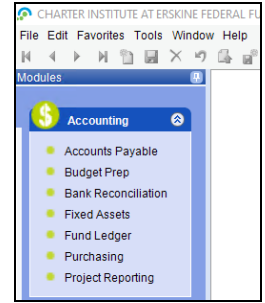 CHARTER INSTITUTE AT ERSKINE FEDERAL FU
File Edit Favorites Tools Window Help
Modules
$ Accounting
Accounts Payable
Budget Prep
Bank Reconciliation
Fixed Assets
Fund Ledger
Purchasing
Project Reporting